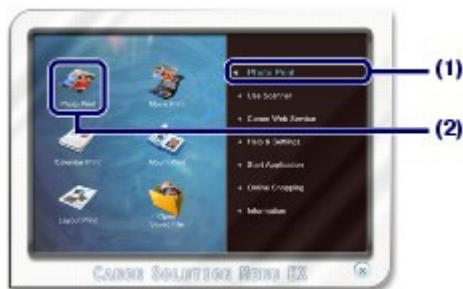 Photo Print
Movie Print
Calendar Print
Album Print
Layout Print
Open
Saved File
Photo Print
Use Scanner
Canon Web Service
Help & Settings
Start Application
Online Shopping
Information
(1)
(2)
CANON SOLUTION MENU EX